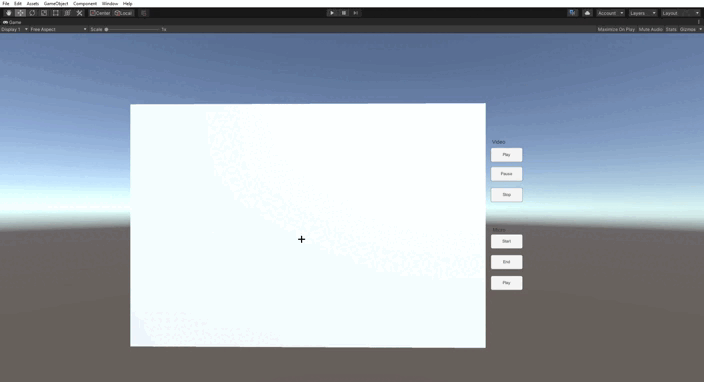 File Edit Assets GameObject Component Window Help
Center Local Account Layers Layout
Game
Display 1 Free Aspect Scale 1x Maximize On Play Mute Audio Stats Gizmos
Video
Play
Pause
Stop
Start
End
Play